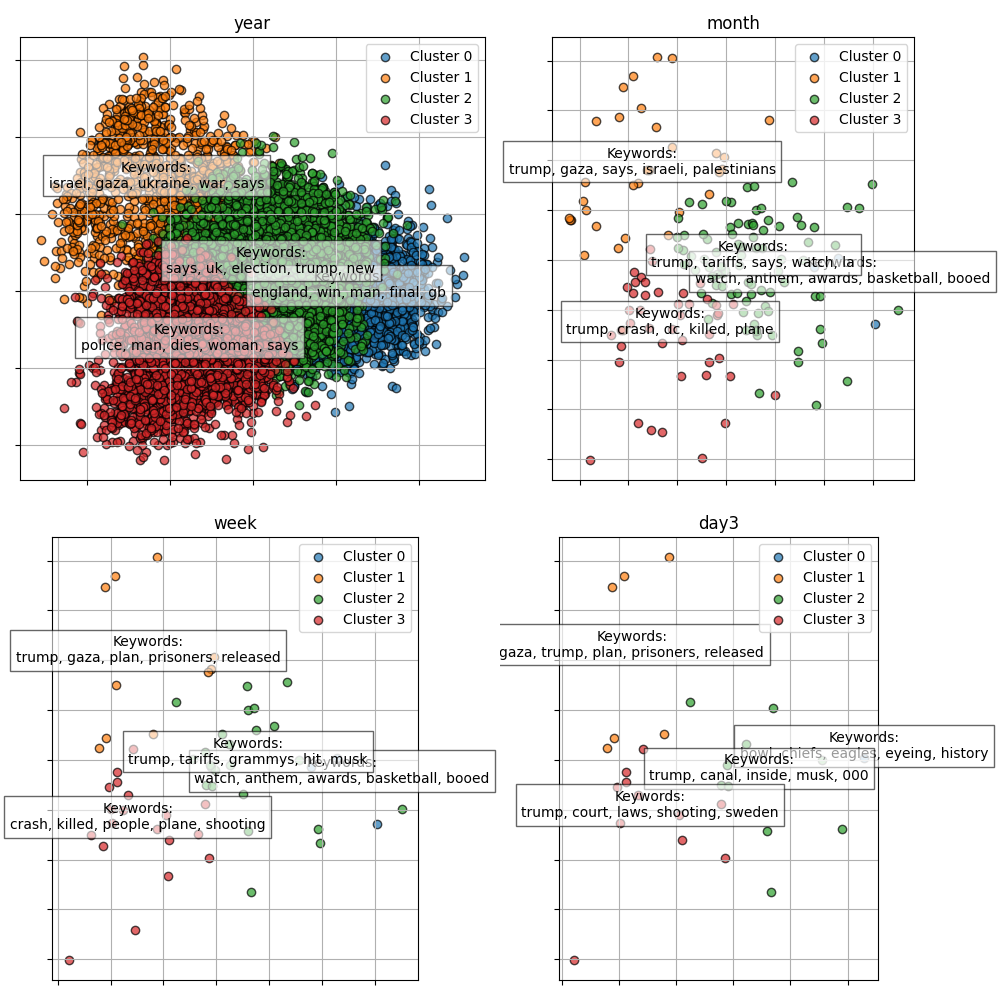 year
Cluster 0
Cluster 1
Cluster 2
Cluster 3
Keywords:
israel, gaza, ukraine, war, says
Keywords:
says, uk, election, trump, new
Keywords:
england, win, man, final, gb
Keywords:
police, man, dies, woman, says
month
Cluster 0
Cluster 1
Cluster 2
Cluster 3
Keywords:
trump, gaza, says, israeli, palestinians
Keywords:
trump, tariffs, says, watch,
watch, anthem, awards, basketball, booed
Keywords:
trump, crash, dc, killed, plane
week
Cluster 0
Cluster 1
Cluster 2
Cluster 3
Keywords:
trump, gaza, plan, prisoners, released
Keywords:
trump, tariffs, grammys, hit, musk
Keywords:
watch, anthem, awards, basketball, booed
Keywords:
crash, killed, people, plane, shooting
day3
Cluster 0
Cluster 1
Cluster 2
Cluster 3
Keywords:
gaza, trump, plan, prisoners, released
Keywords:
bowl, chiefs, eagles, eyeing, history
Keywords:
trump, canal, inside, musk, 000
Keywords:
trump, court, laws, shooting, sweden